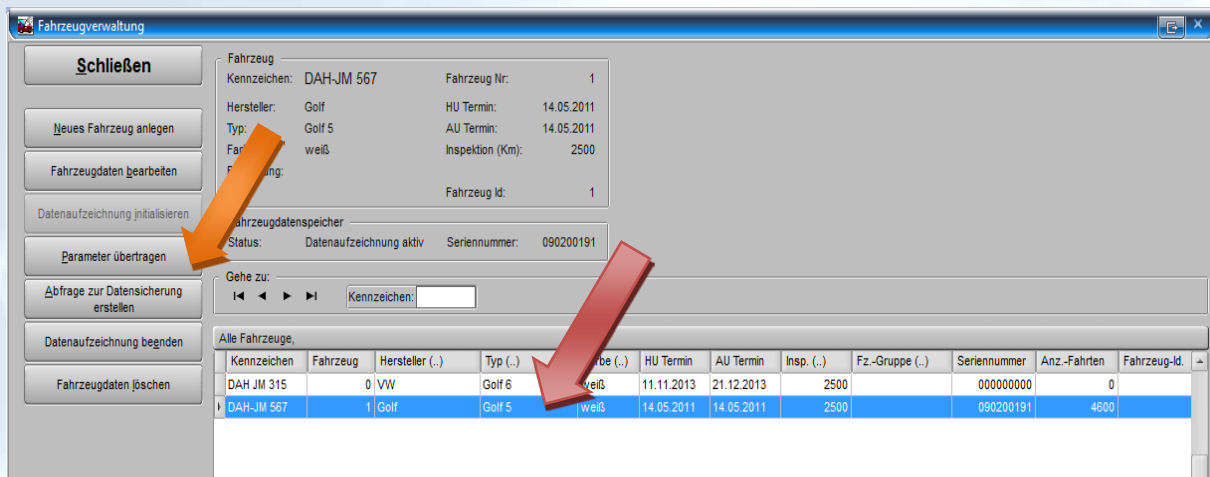 Fahrzeugverwaltung
Schließen
Neues Fahrzeug anlegen
Fahrzeugdaten bearbeiten
Datenaufzeichnung initialisieren
Parameter übertragen
Abfrage zur Datensicherung
erstellen
Datenaufzeichnung beenden
Fahrzeugdaten löschen
Fahrzeug
Kennzeichen: DAH-JM 567 Fahrzeug Nr: 1
Hersteller: Golf HU Termin: 14.05.2011
Typ: Golf 5 AU Termin: 14.05.2011
weiß Inspektion (Km): 2500
Fahrzeug Id: 1
Status: Datenaufzeichnung aktiv Seriennummer: 090200191
Gehe zu:
Kennzeichen:
Alle Fahrzeuge,
Kennzeichen Fahrzeug Hersteller (..) Typ (..) HU Termin AU Termin Insp. (..) Fz.-Gruppe (..) Seriennummer Anz.-Fahrten Fahrzeug-Id.
DAH JM 315 0 VW Golf 6 weiß 11.11.2013 21.12.2013 2500 000000000 0
DAH-JM 567 1 Golf Golf 5 weiß 14.05.2011 14.05.2011 2500 090200191 4600